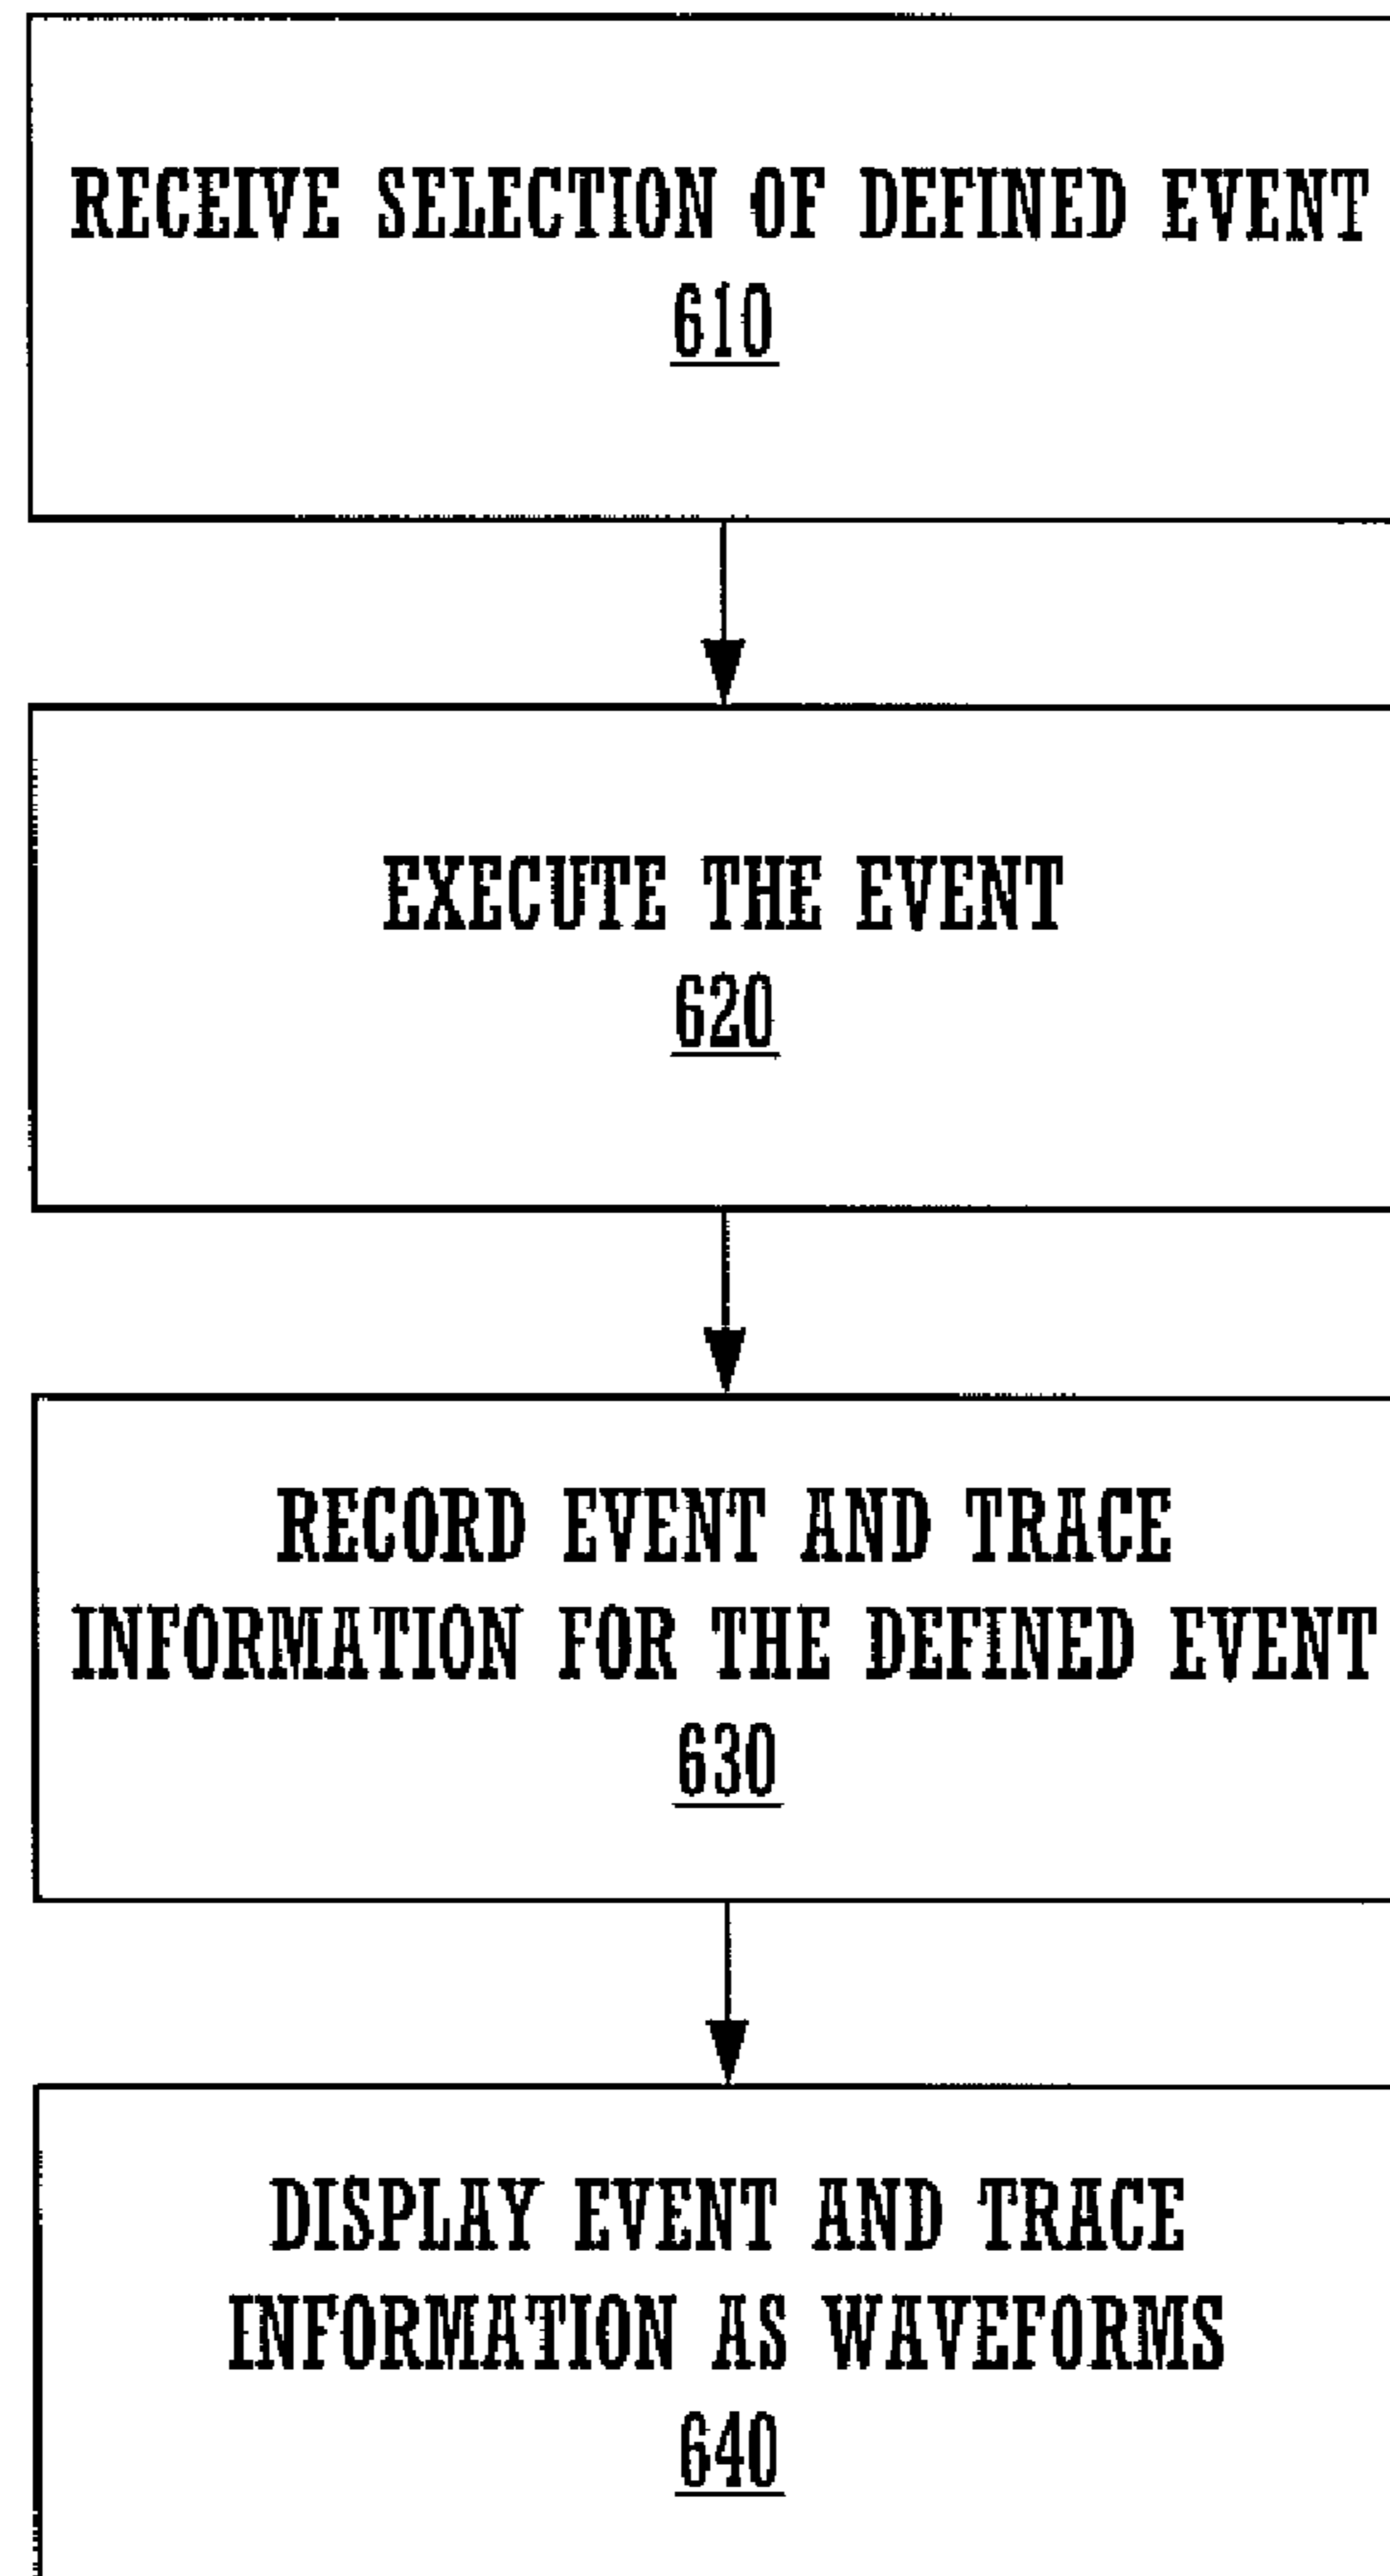 RECEIVE SELECTION OF DEFINED EVENT
610
EXECUTE THE EVENT
620
RECORD EVENT AND TRACE
INFORMATION FOR THE DEFINED EVENT
630
DISPLAY EVENT AND TRACE
INFORMATION AS WAVEFORMS
640